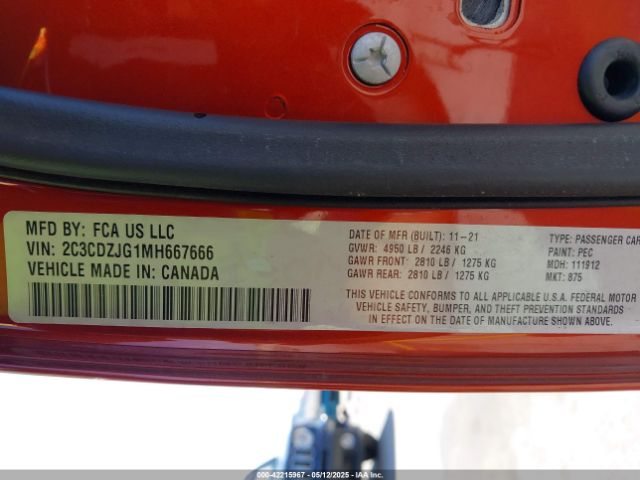 MFD BY: FCA US LLC
VIN: 2C3CDZJG1MH667666
VEHICLE MADE IN: CANADA
DATE OF MFR (BUILT): 11-21
GVWR: 4950 LB / 2246 KG
GAWR FRONT: 2810 LB / 1275 KG
GAWR REAR: 2810 LB / 1275 KG
TYPE: PASSENGER CAR
PAINT: PEC
MDH: 111912
MKT: 875
THIS VEHICLE CONFORMS TO ALL APPLICABLE U.S.A. FEDERAL MOTOR
VEHICLE SAFETY, BUMPER, AND THEFT PREVENTION STANDARDS
IN EFFECT ON THE DATE OF MANUFACTURE SHOWN ABOVE.
000-42215967 - 05/12/2025 - IAA Inc.